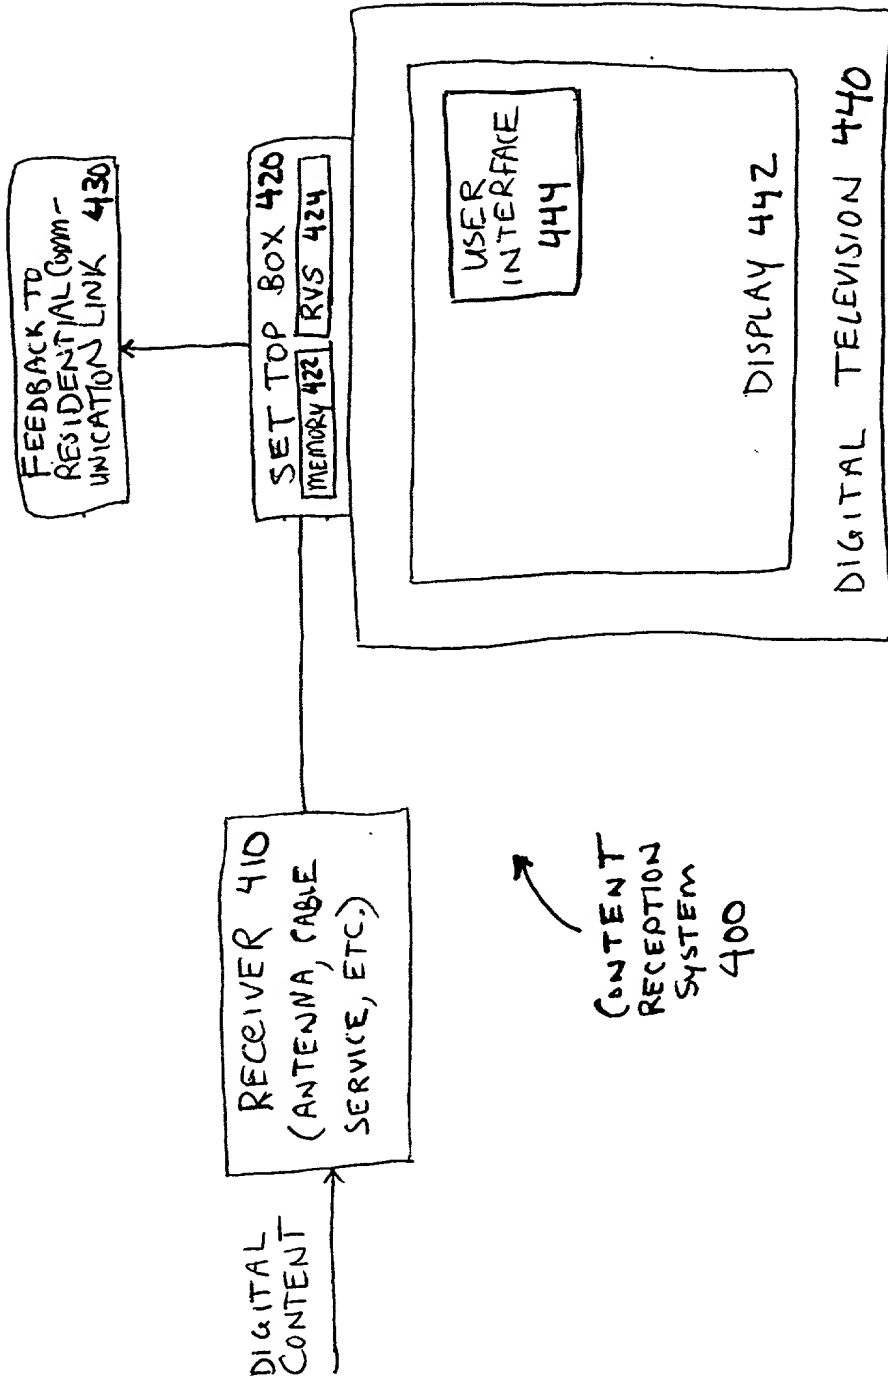 DIGITAL
CONTENT
RECEIVER 410
(ANTENNA, CABLE
SERVICE, ETC.)
FEEDBACK TO
RESIDENTIAL COMM-
UNICATION LINK 430
SET TOP BOX 420
MEMORY 422
RVS 424
USER
INTERFACE
444
DISPLAY 442
DIGITAL TELEVISION 440
CONTENT
RECEPTION
SYSTEM
400